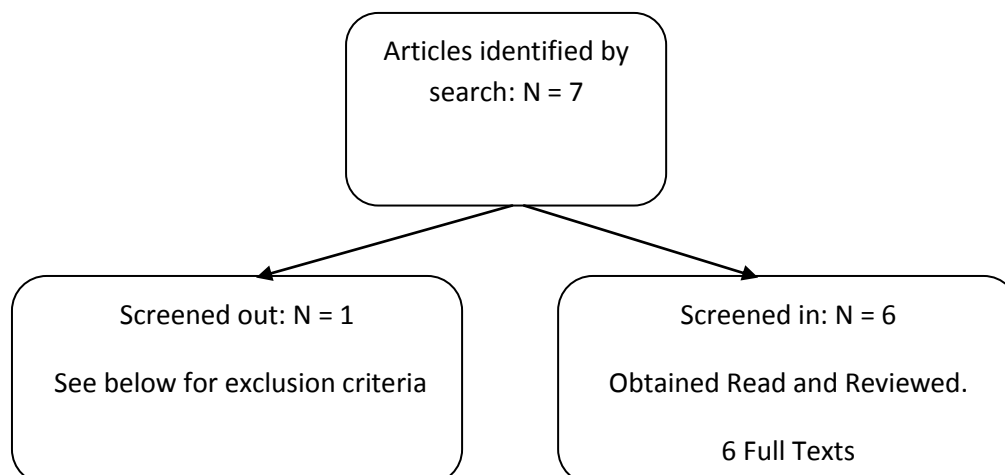 Articles identified by
search: N = 7
Screened out: N = 1
See below for exclusion criteria
Screened in: N = 6
Obtained Read and Reviewed.
6 Full Texts